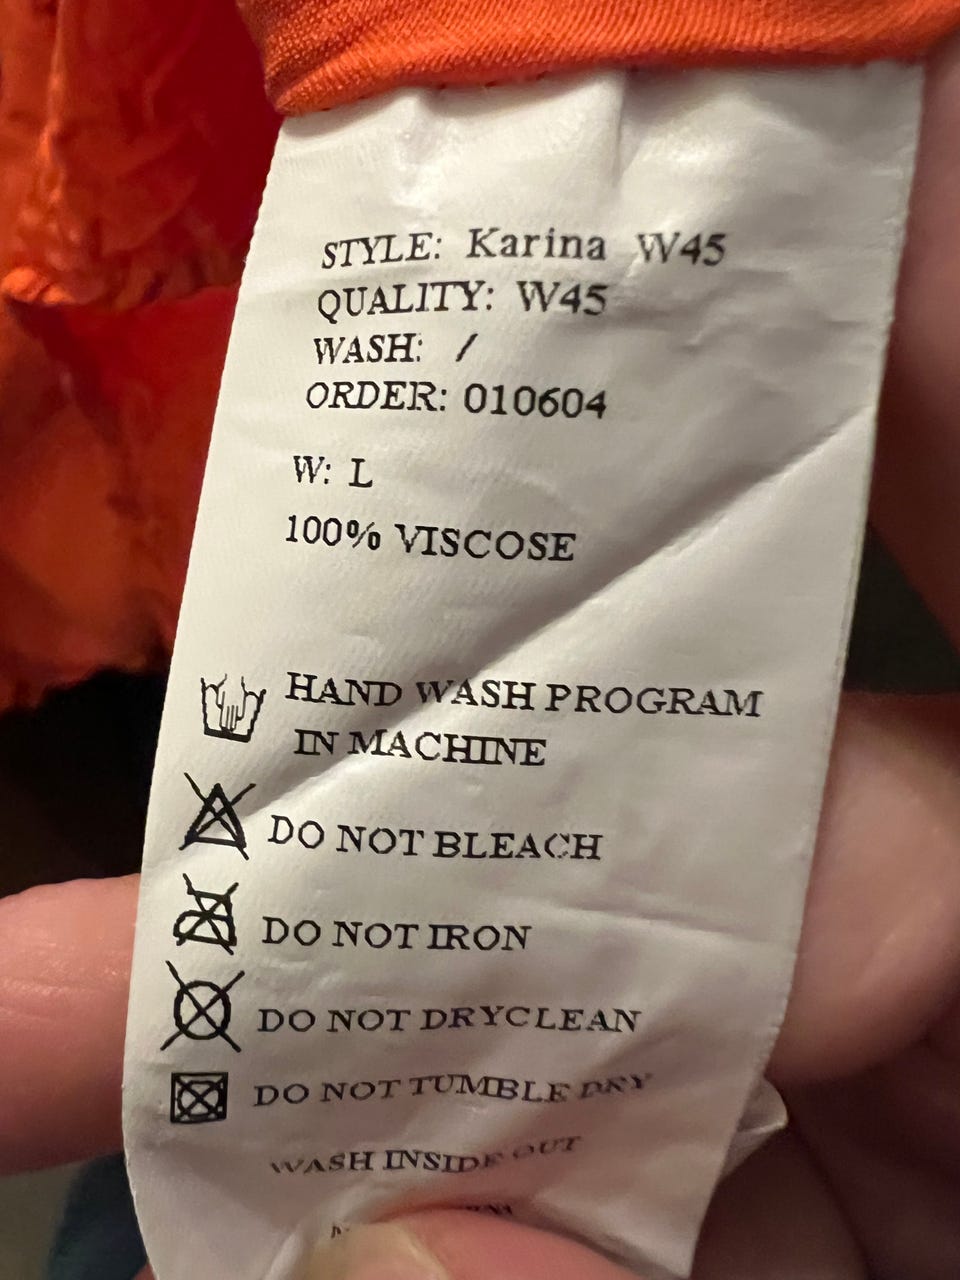 STYLE: Karina W45
QUALITY: W45
WASH: /
ORDER: 010604
W: L
100% VISCOSE
HAND WASH PROGRAM
IN MACHINE
DO NOT BLEACH
DO NOT IRON
DO NOT DRYCLEAN
DO NOT TUMBLE DRY
WASH INSIDE OUT